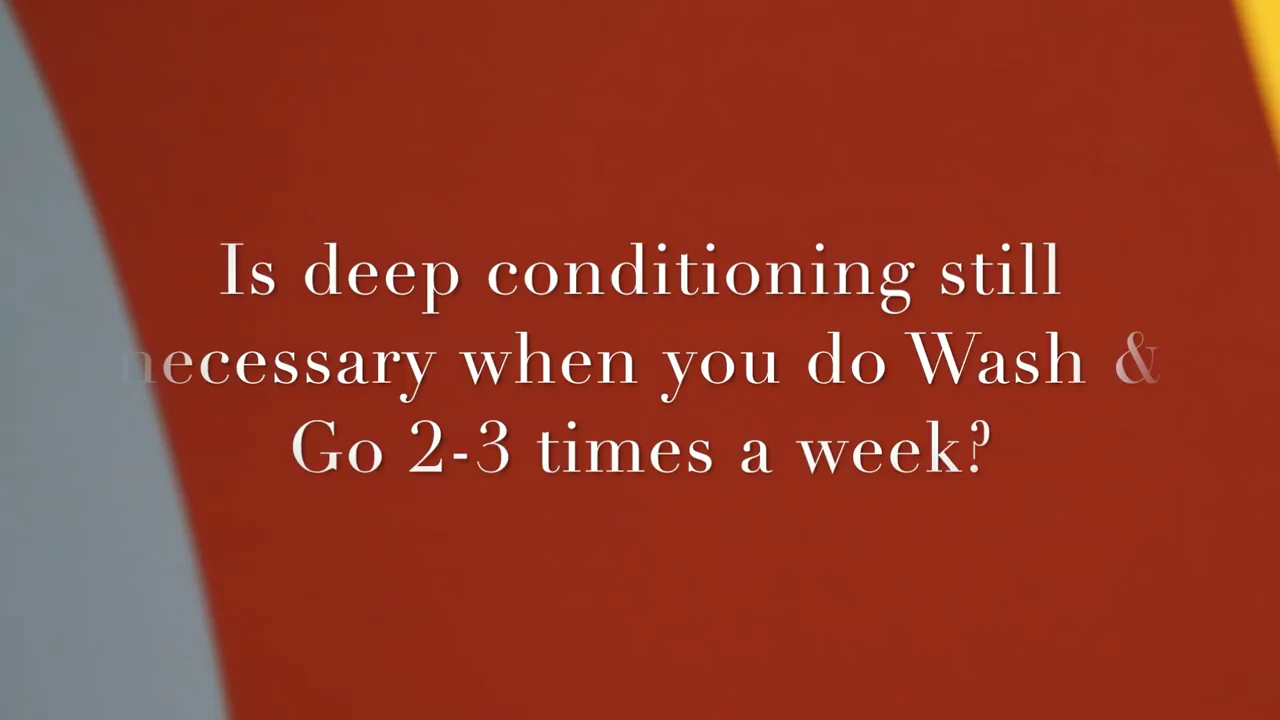 Is deep conditioning still
necessary when you do Wash &
Go 2-3 times a week?